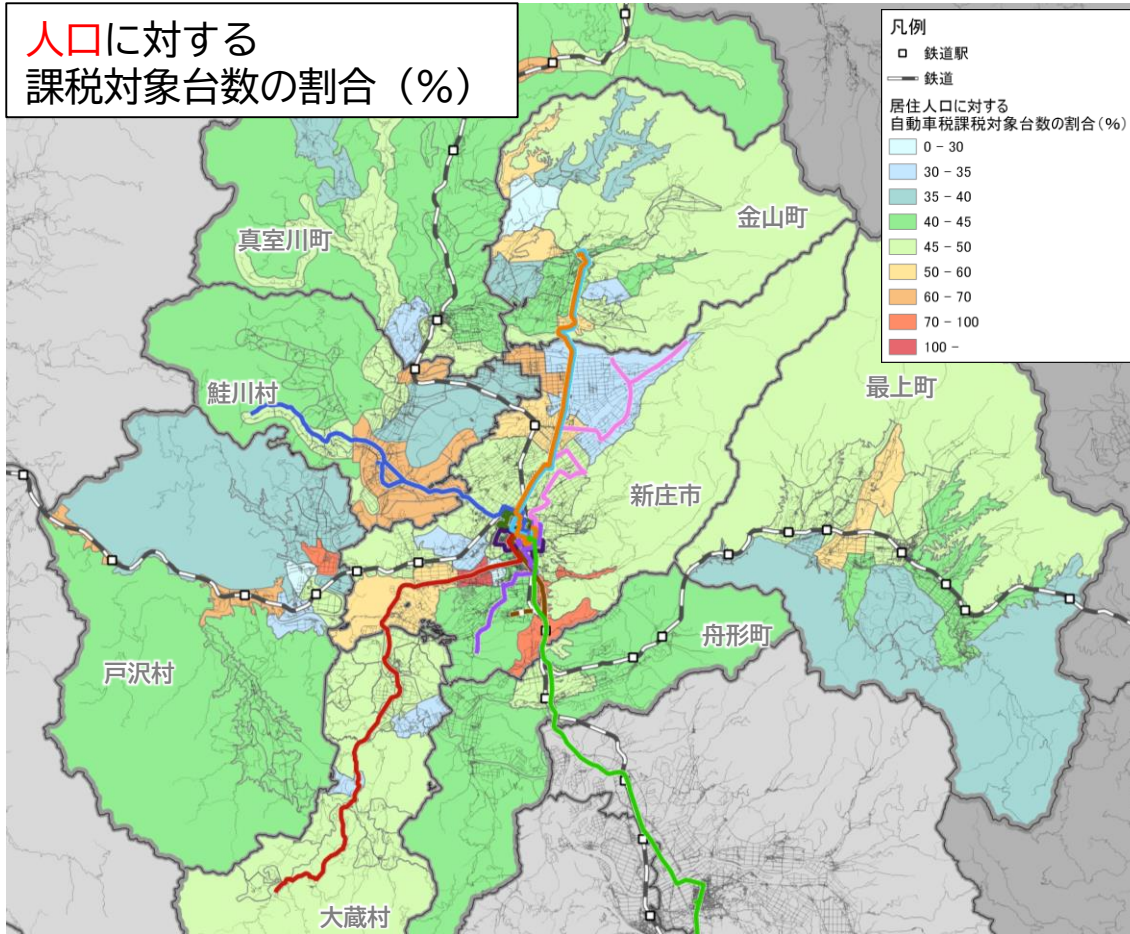 人口に対する
課税対象台数の割合（%）
凡例
鉄道駅
鉄道
居住人口に対する
自動車税課税対象台数の割合(%)
0 - 30
30 - 35
35 - 40
40 - 45
45 - 50
50 - 60
60 - 70
70 - 100
100 -
金山町
真室川町
最上町
鮭川村
新庄市
舟形町
戸沢村
大蔵村